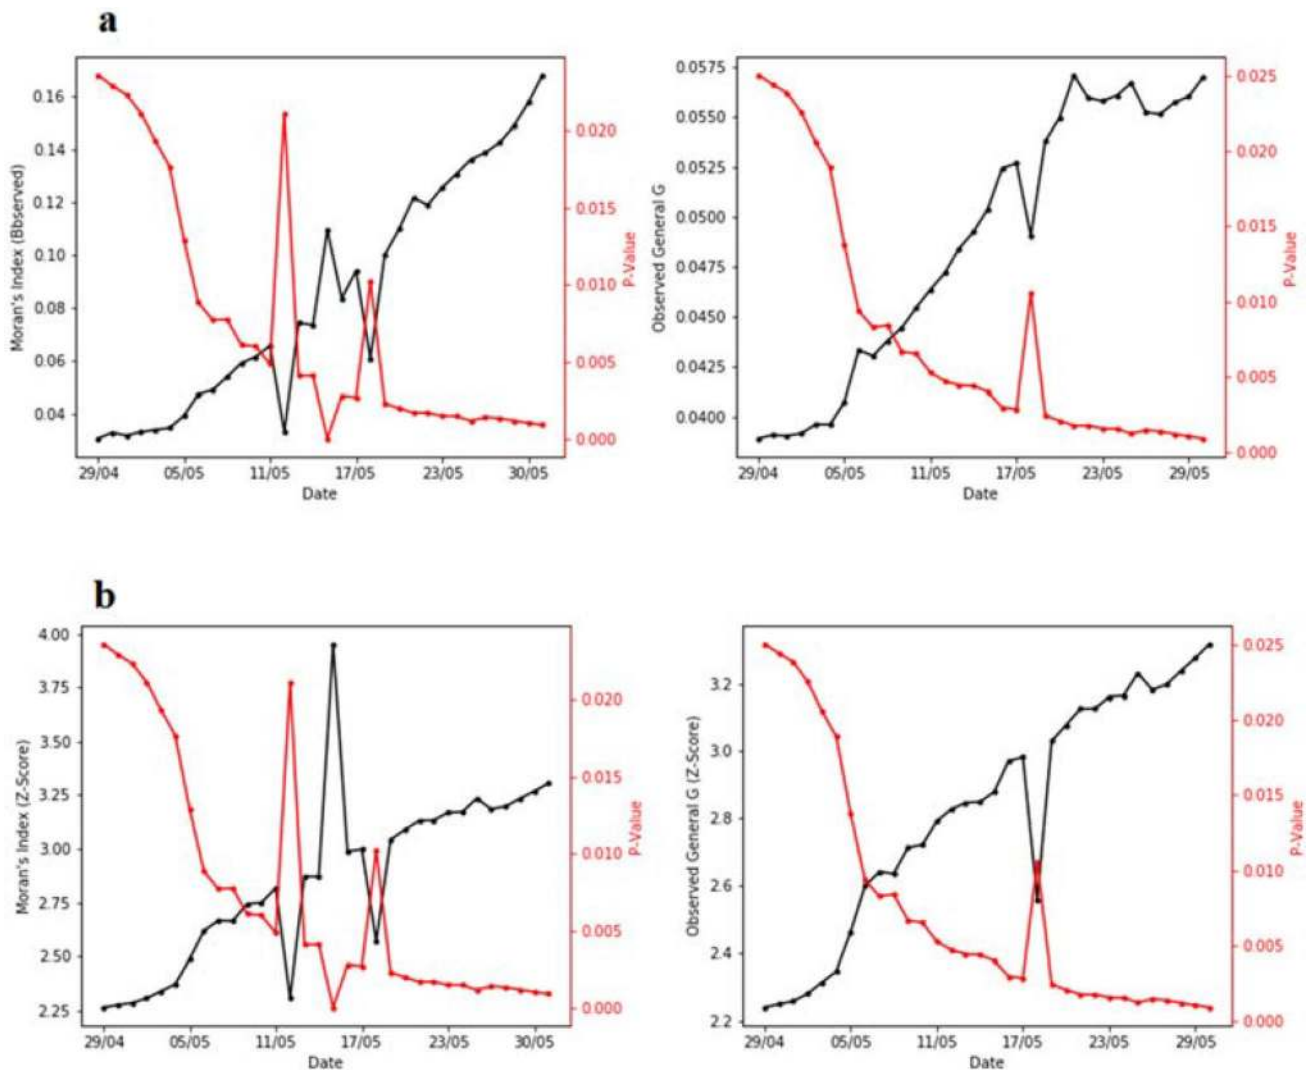 a
0.16
0.14
0.12
0.10
0.08
0.06
0.04
Moran's Index (Bbserved)
0.020
0.015
0.010
0.005
0.000
P-Value
29/04 05/05 11/05 17/05 23/05 30/05
Date
0.0575
0.0550
0.0525
0.0500
0.0475
0.0450
0.0425
0.0400
Observed General G
0.025
0.020
0.015
0.010
0.005
0.000
P-Value
29/04 05/05 11/05 17/05 23/05 29/05
Date
b
4.00
3.75
3.50
3.25
3.00
2.75
2.50
2.25
Moran's Index (Z-Score)
0.020
0.015
0.010
0.005
0.000
P-Value
29/04 05/05 11/05 17/05 23/05 30/05
Date
3.2
3.0
2.8
2.6
2.4
2.2
Observed General G (Z-Score)
0.025
0.020
0.015
0.010
0.005
0.000
P-Value
29/04 05/05 11/05 17/05 23/05 29/05
Date